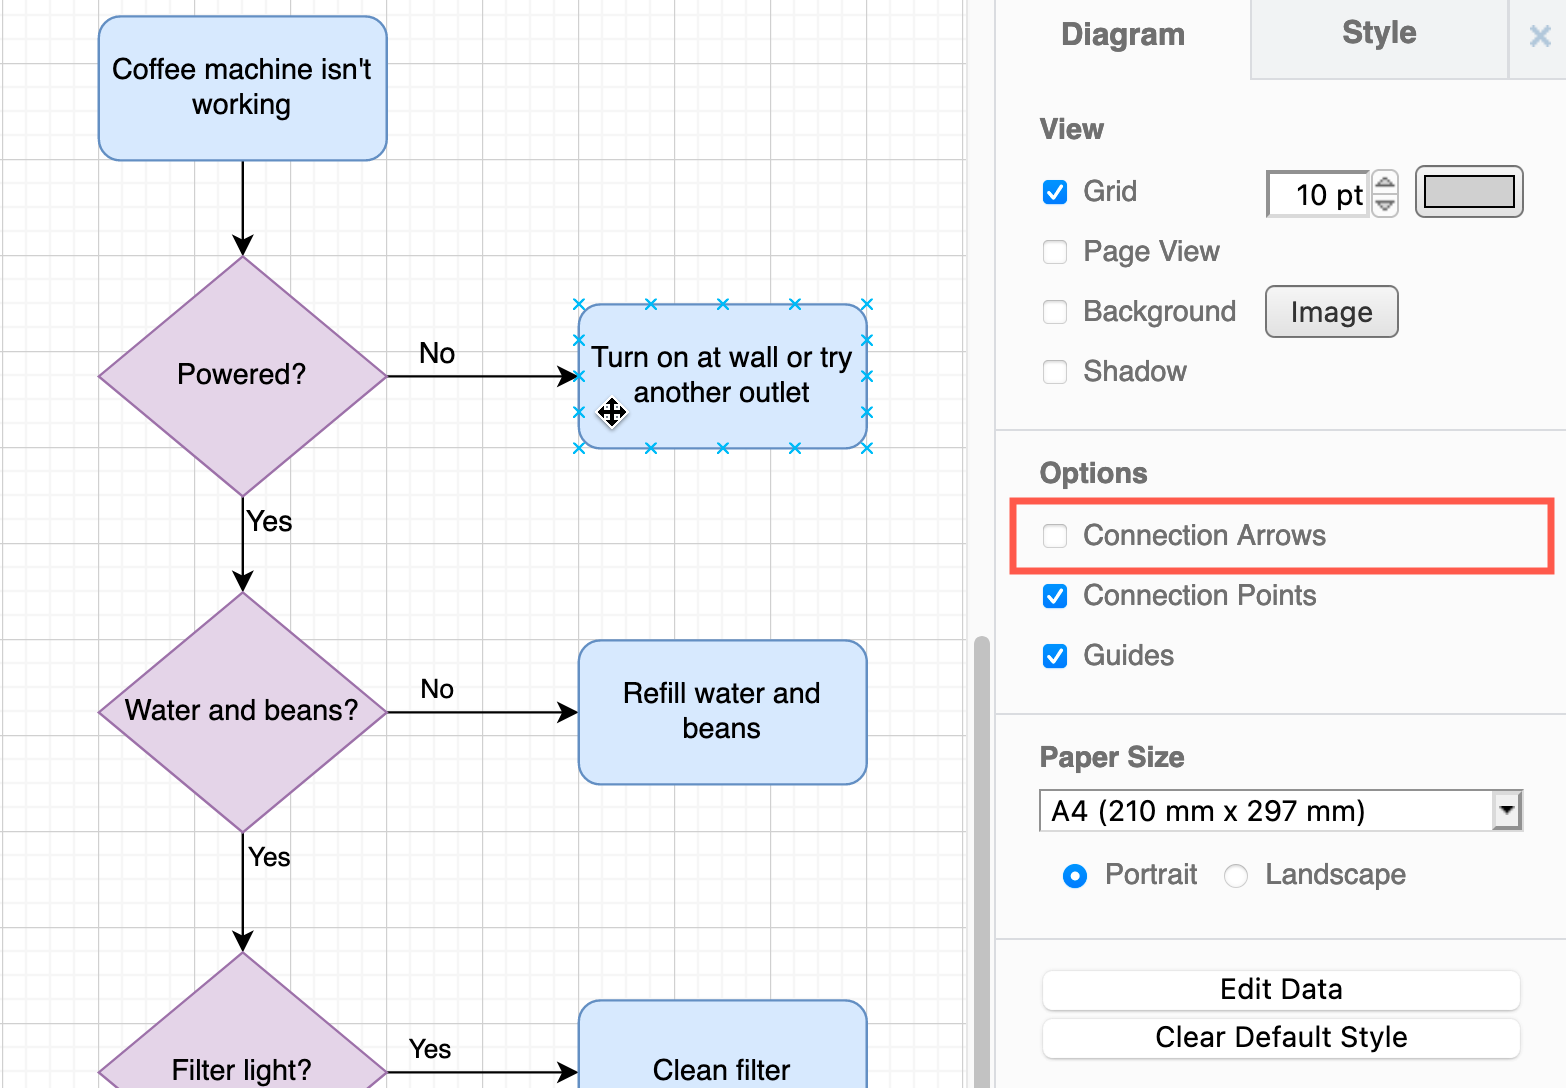 Coffee machine isn't
working
Powered?
No
Turn on at wall or try
another outlet
Yes
Water and beans?
No
Refill water and
beans
Yes
Filter light?
Yes
Clean filter
Diagram
Style
View
Grid
10 pt
Page View
Background
Image
Shadow
Options
Connection Arrows
Connection Points
Guides
Paper Size
A4 (210 mm x 297 mm)
Portrait
Landscape
Edit Data
Clear Default Style